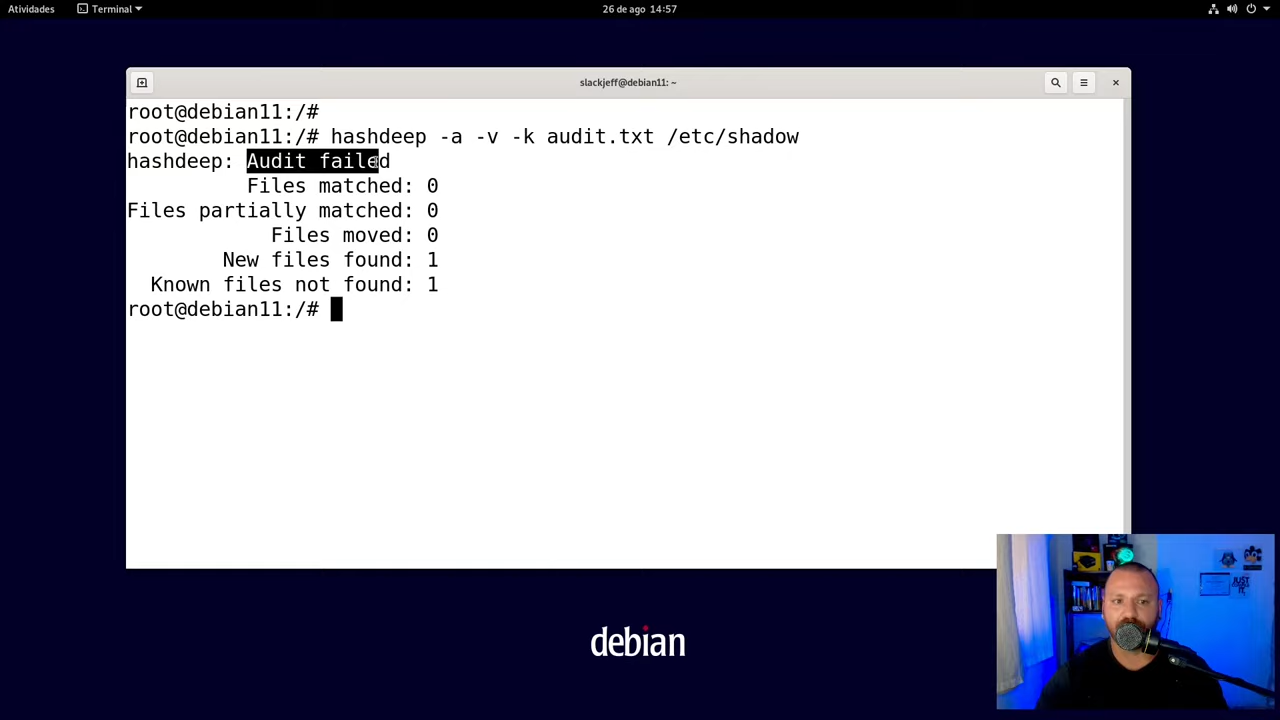 Atividades Terminal 26 de ago 14:57
slackjeff@debian11: ~
root@debian11:/#
root@debian11:/# hashdeep -a -v -k audit.txt /etc/shadow
hashdeep: Audit failed
Files matched: 0
Files partially matched: 0
Files moved: 0
New files found: 1
Known files not found: 1
root@debian11:/#
debian
JUST